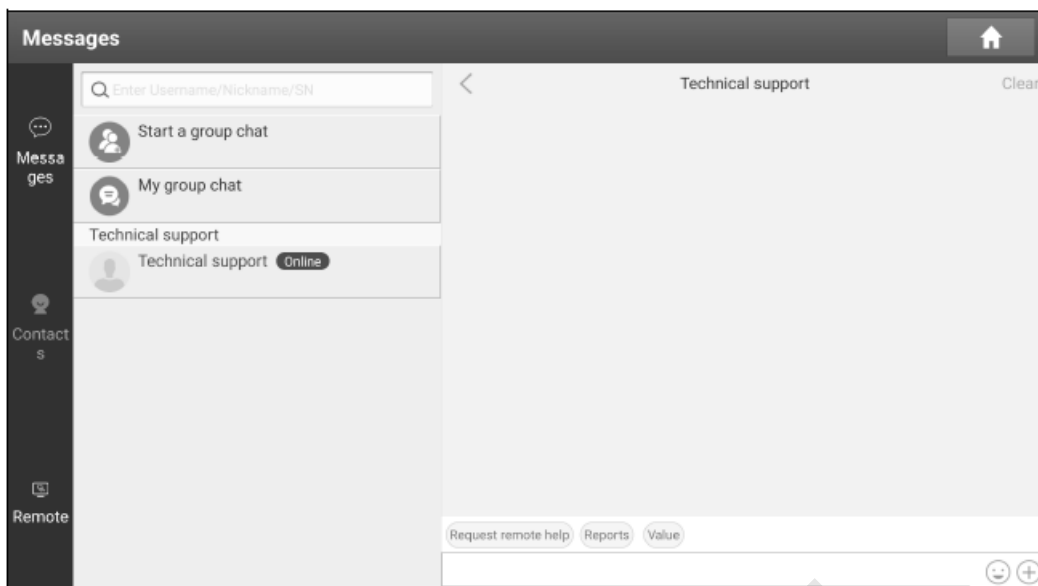 Messages
Enter Username/Nickname/SN
Technical support
Clear
Start a group chat
Messa
ges
My group chat
Technical support
Technical support Online
Contact
s
Remote
Request remote help Reports Value